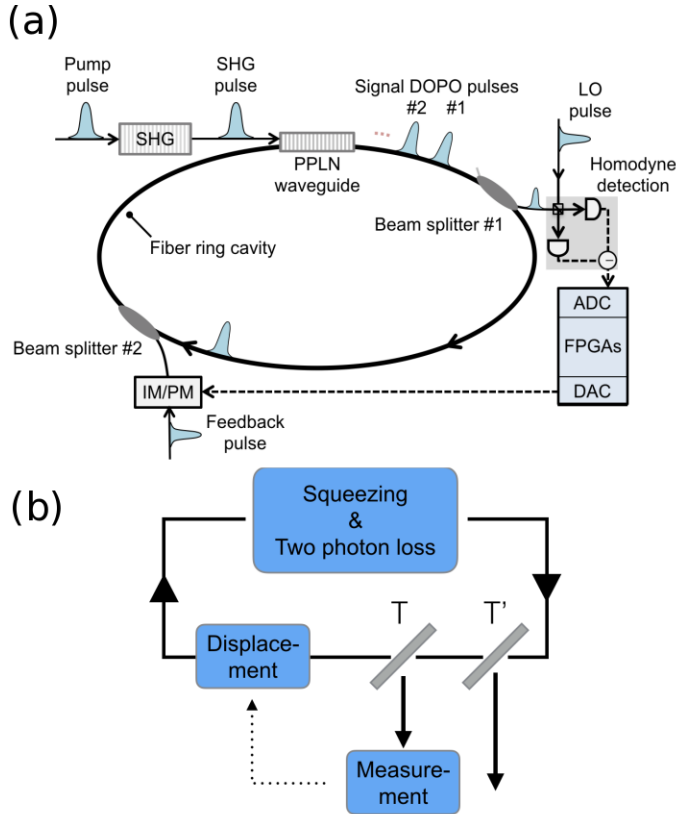 (a)
Pump
pulse
SHG
pulse
Signal DOPO pulses
#2 #1
LO
pulse
SHG
PPLN
waveguide
Homodyne
detection
Beam splitter #1
Fiber ring cavity
−
ADC
FPGAs
DAC
Beam splitter #2
IM/PM
Feedback
pulse
(b)
Squeezing
&
Two photon loss
T T'
Displace-
ment
Measure-
ment